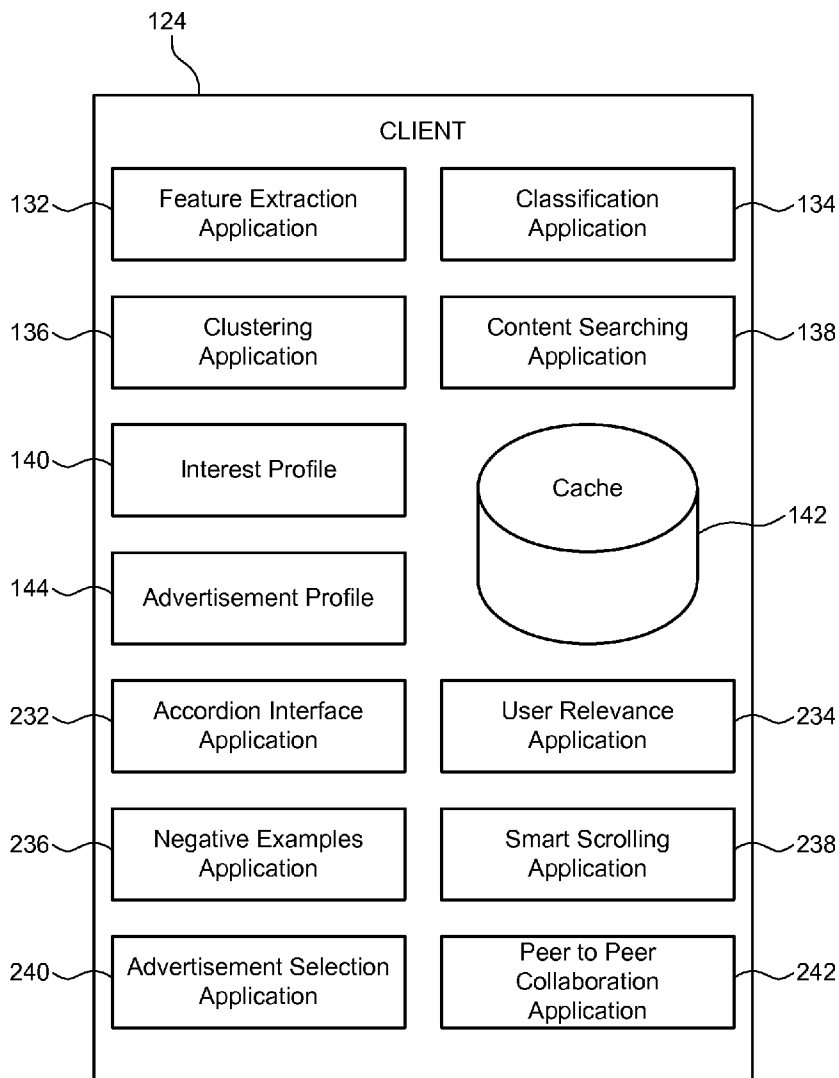 124
CLIENT
132
Feature Extraction
Application
Classification
Application
134
136
Clustering
Application
Content Searching
Application
138
140
Interest Profile
Cache
142
144
Advertisement Profile
232
Accordion Interface
Application
User Relevance
Application
234
236
Negative Examples
Application
Smart Scrolling
Application
238
240
Advertisement Selection
Application
Peer to Peer
Collaboration
Application
242